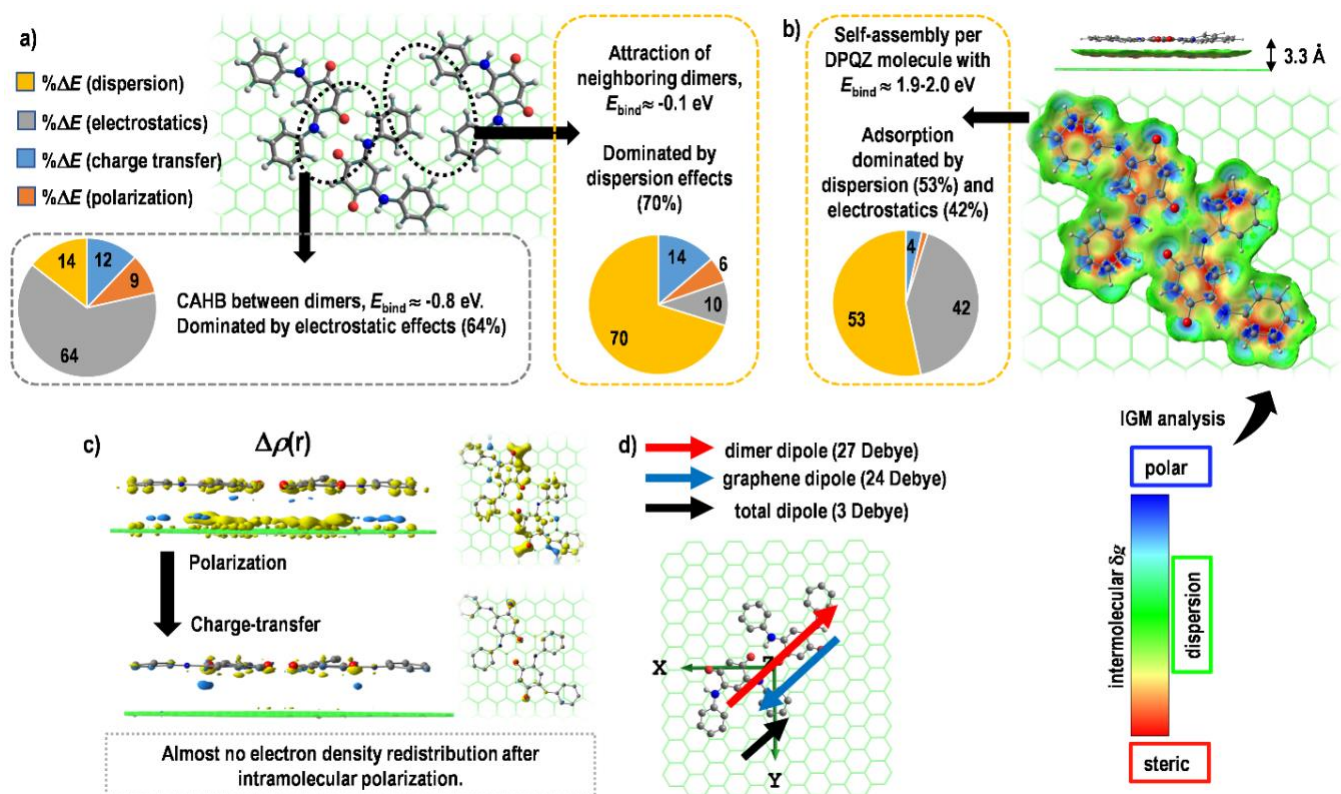 a)
%ΔE (dispersion)
%ΔE (electrostatics)
%ΔE (charge transfer)
%ΔE (polarization)
14
12
9
64
CAHB between dimers, Ebind≈ -0.8 eV.
Dominated by electrostatic effects (64%)
Attraction of
neighboring dimers,
Ebind≈ -0.1 eV
Dominated by
dispersion effects
(70%)
14
6
10
70
b)
Self-assembly per
DPQZ molecule with
Ebind ≈ 1.9-2.0 eV
Adsorption
dominated by
dispersion (53%) and
electrostatics (42%)
4
53
42
3.3 Å
IGM analysis
polar
intermolecular δg
dispersion
steric
c)
Δρ(r)
Polarization
Charge-transfer
Almost no electron density redistribution after
intramolecular polarization.
d)
dimer dipole (27 Debye)
graphene dipole (24 Debye)
total dipole (3 Debye)
X
Z
Y